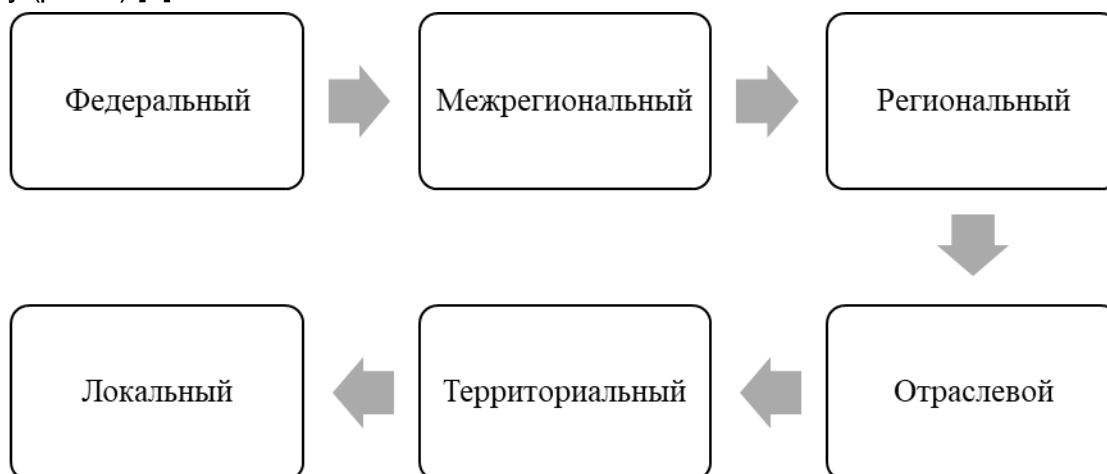 Федеральный
Межрегиональный
Региональный
Отраслевой
Территориальный
Локальный